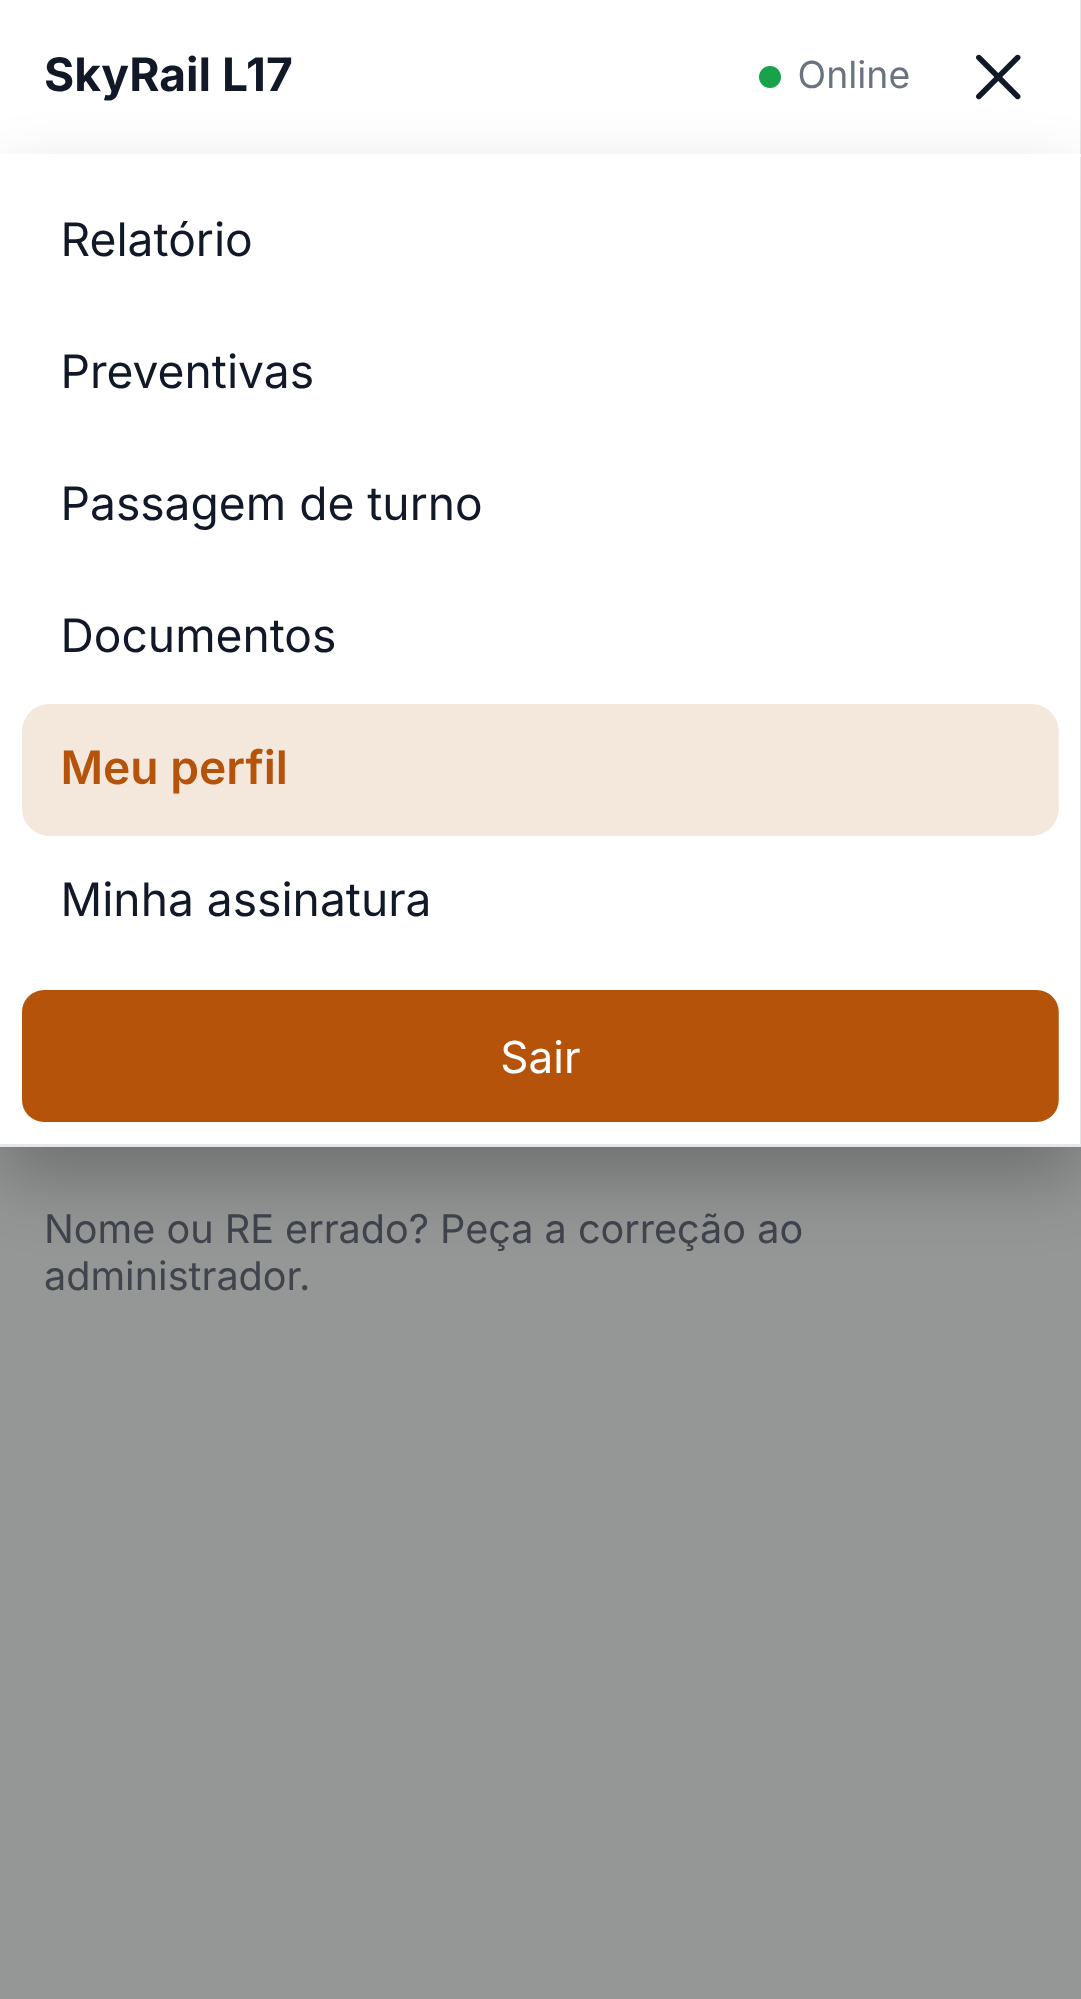 SkyRail L17
Online
Relatório
Preventivas
Passagem de turno
Documentos
Meu perfil
Minha assinatura
Sair
Nome ou RE errado? Peça a correção ao
administrador.